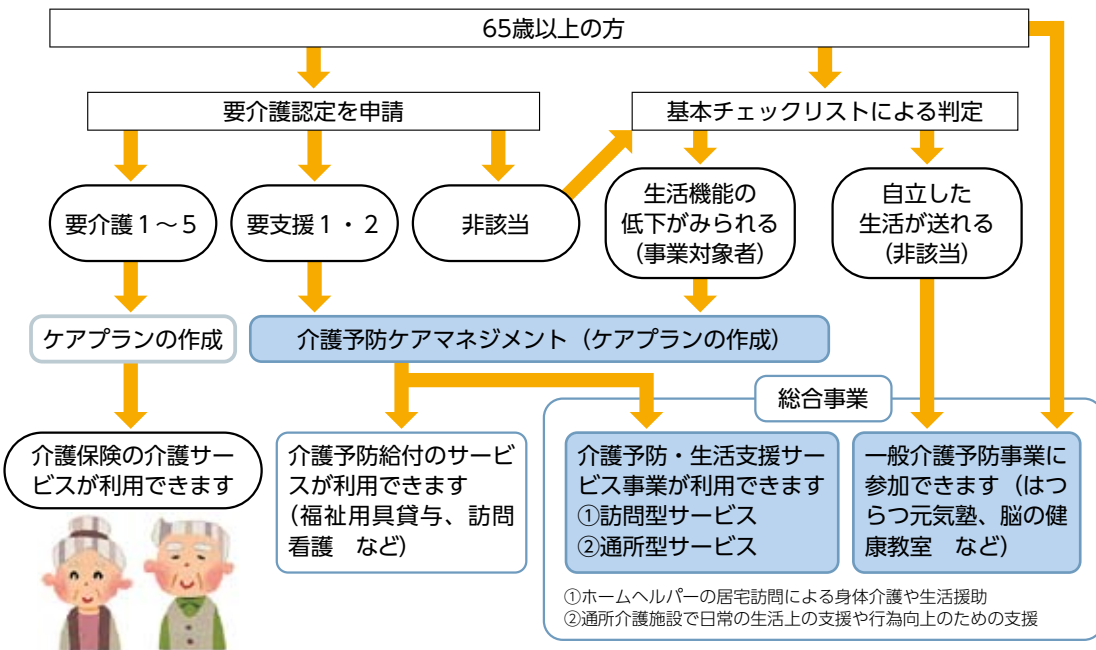 65歳以上の方
要介護認定を申請
基本チェックリストによる判定
要介護1～5
要支援1・2
非該当
生活機能の
低下がみられる
（事業対象者）
自立した
生活が送れる
（非該当）
ケアプランの作成
介護予防ケアマネジメント（ケアプランの作成）
総合事業
介護保険の介護サー
ビスが利用できます
介護予防給付のサービ
スが利用できます
（福祉用具貸与、訪問
看護　など）
介護予防・生活支援サー
ビス事業が利用できます
①訪問型サービス
②通所型サービス
一般介護予防事業に
参加できます（はつ
らつ元気塾、脳の健
康教室　など）
①ホームヘルパーの居宅訪問による身体介護や生活援助
②通所介護施設で日常の生活上の支援や行為向上のための支援